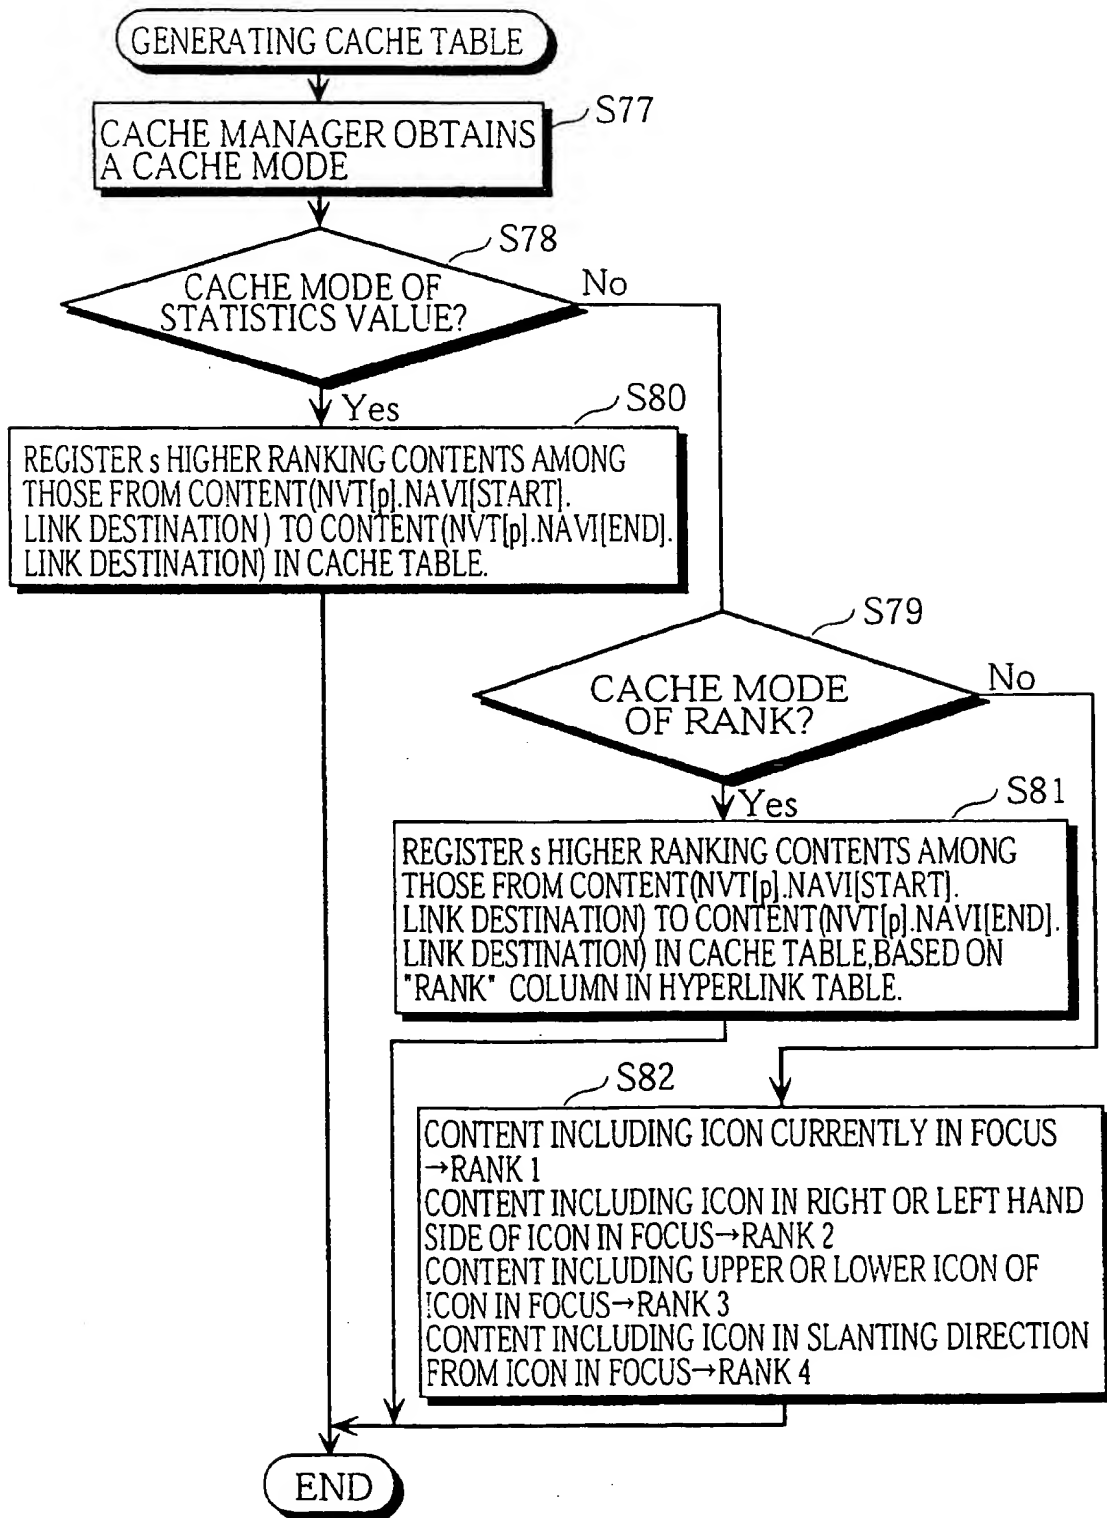 GENERATING CACHE TABLE
S77
CACHE MANAGER OBTAINS
A CACHE MODE
S78
CACHE MODE OF
STATISTICS VALUE?
No
Yes
S80
REGISTER s HIGHER RANKING CONTENTS AMONG
THOSE FROM CONTENT(NVT[p].NAVI[START].
LINK DESTINATION ) TO CONTENT(NVT[p].NAVI[END].
LINK DESTINATION) IN CACHE TABLE.
S79
CACHE MODE
OF RANK?
No
Yes
S81
REGISTER s HIGHER RANKING CONTENTS AMONG
THOSE FROM CONTENT(NVT[p].NAVI[START].
LINK DESTINATION) TO CONTENT(NVT[p].NAVI[END].
LINK DESTINATION) IN CACHE TABLE,BASED ON
"RANK" COLUMN IN HYPERLINK TABLE.
S82
CONTENT INCLUDING ICON CURRENTLY IN FOCUS
→RANK 1
CONTENT INCLUDING ICON IN RIGHT OR LEFT HAND
SIDE OF ICON IN FOCUS→RANK 2
CONTENT INCLUDING UPPER OR LOWER ICON OF
ICON IN FOCUS→RANK 3
CONTENT INCLUDING ICON IN SLANTING DIRECTION
FROM ICON IN FOCUS→RANK 4
END